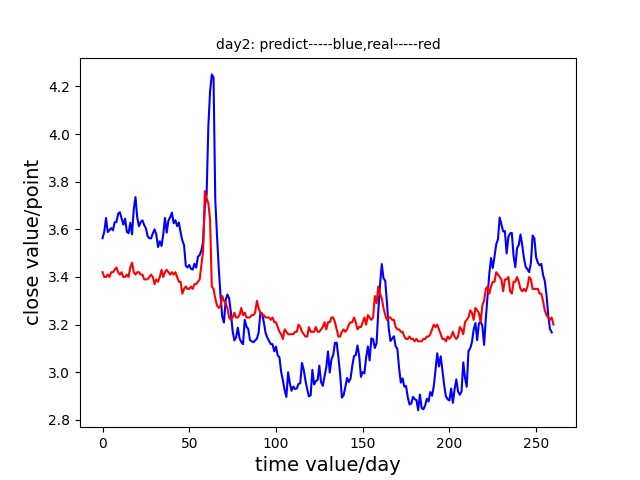 day2: predict-----blue,real-----red
close value/point
4.2
4.0
3.8
3.6
3.4
3.2
3.0
2.8
0 50 100 150 200 250
time value/day